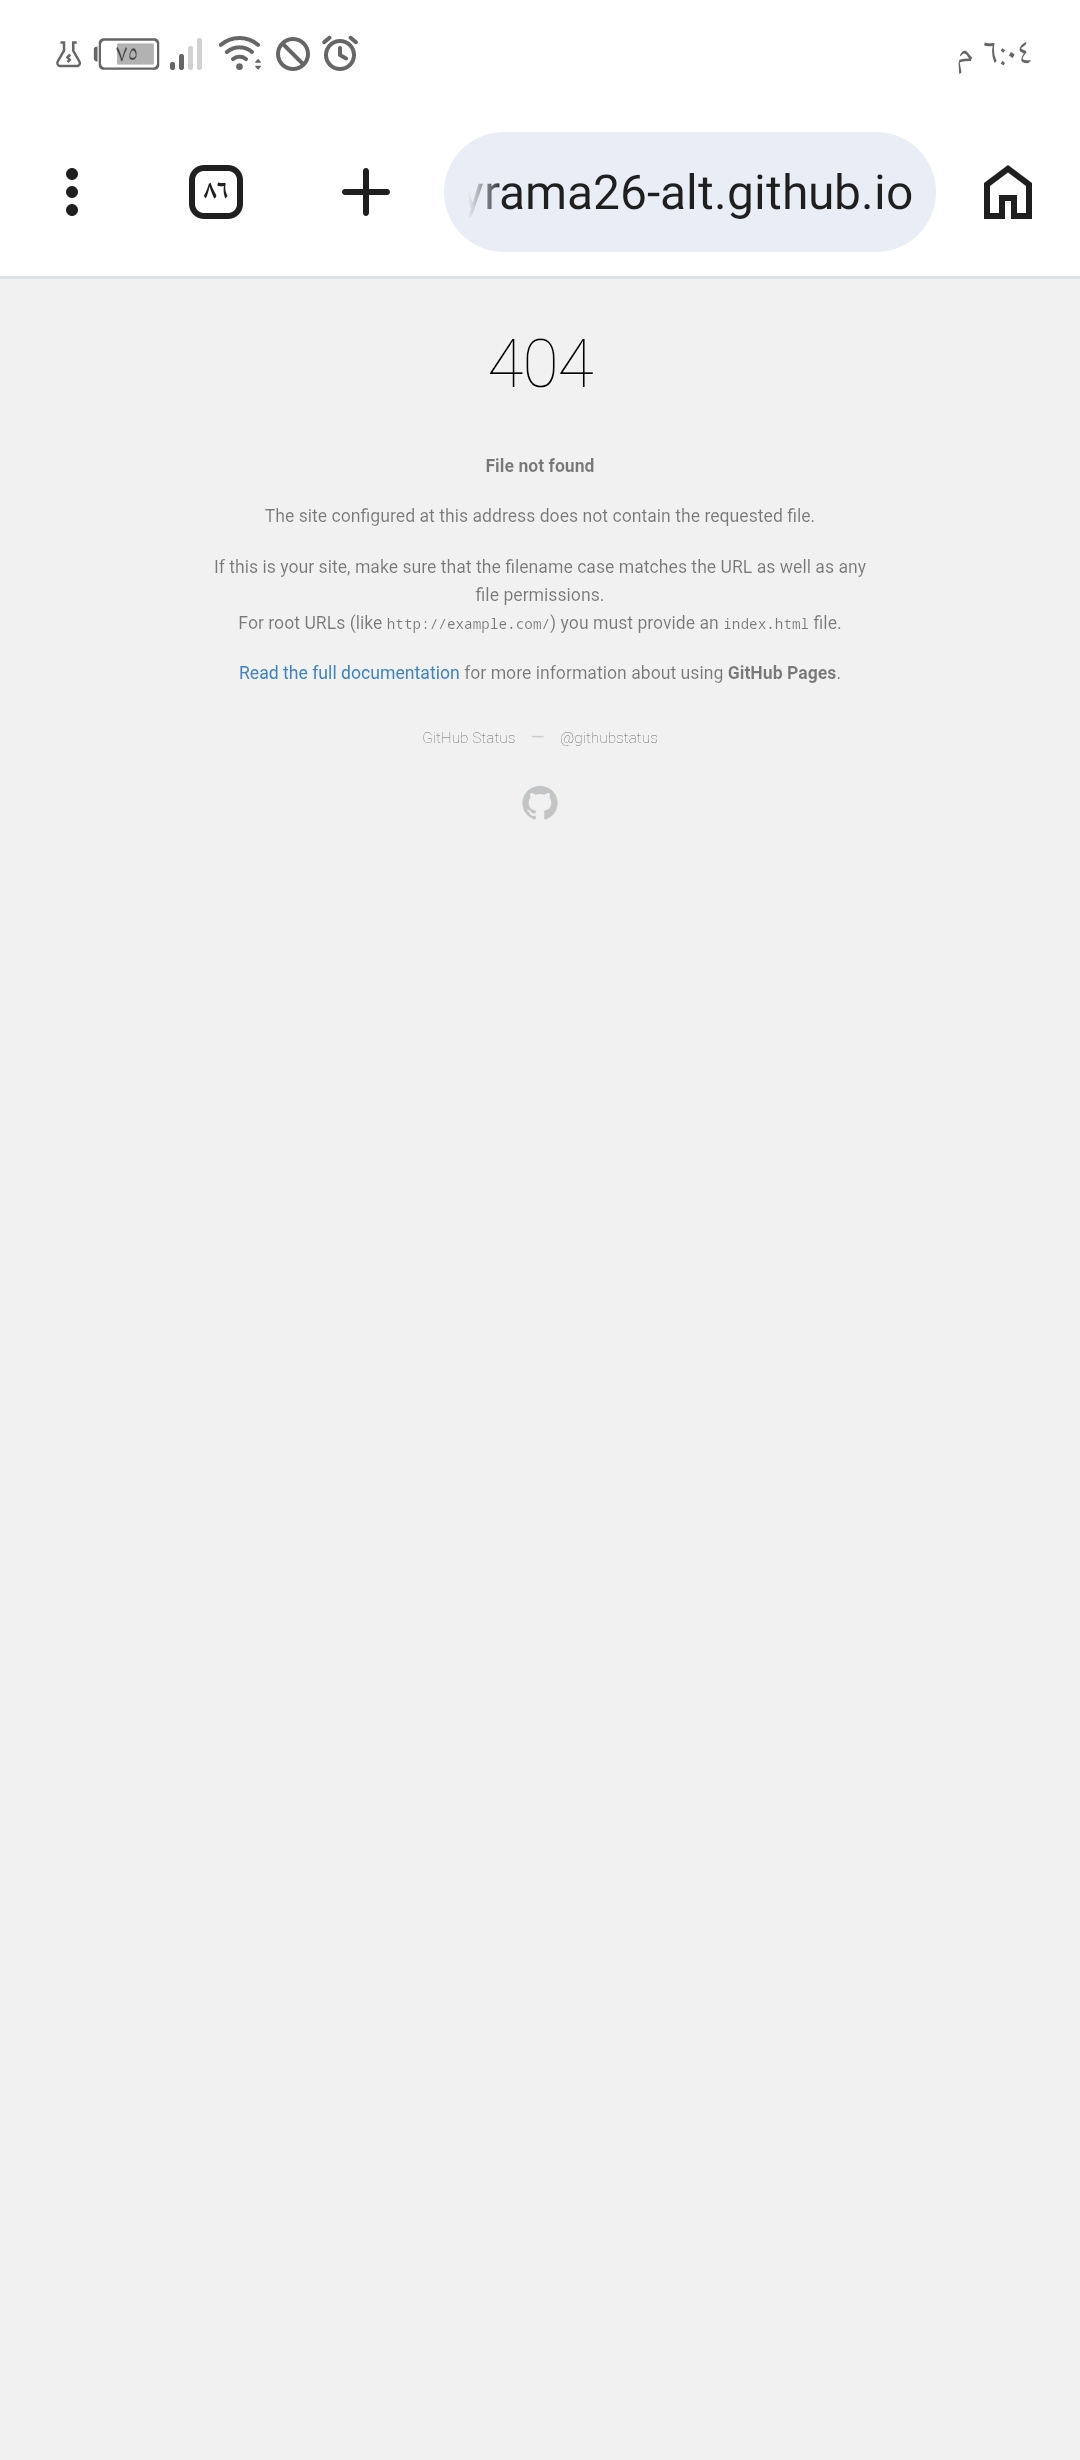 ٦:٠٤ م
٧٥
٨٦
yrama26-alt.github.io
404
File not found
The site configured at this address does not contain the requested file.
If this is your site, make sure that the filename case matches the URL as well as any
file permissions.
For root URLs (like http://example.com/) you must provide an index.html file.
Read the full documentation for more information about using GitHub Pages.
GitHub Status — @githubstatus